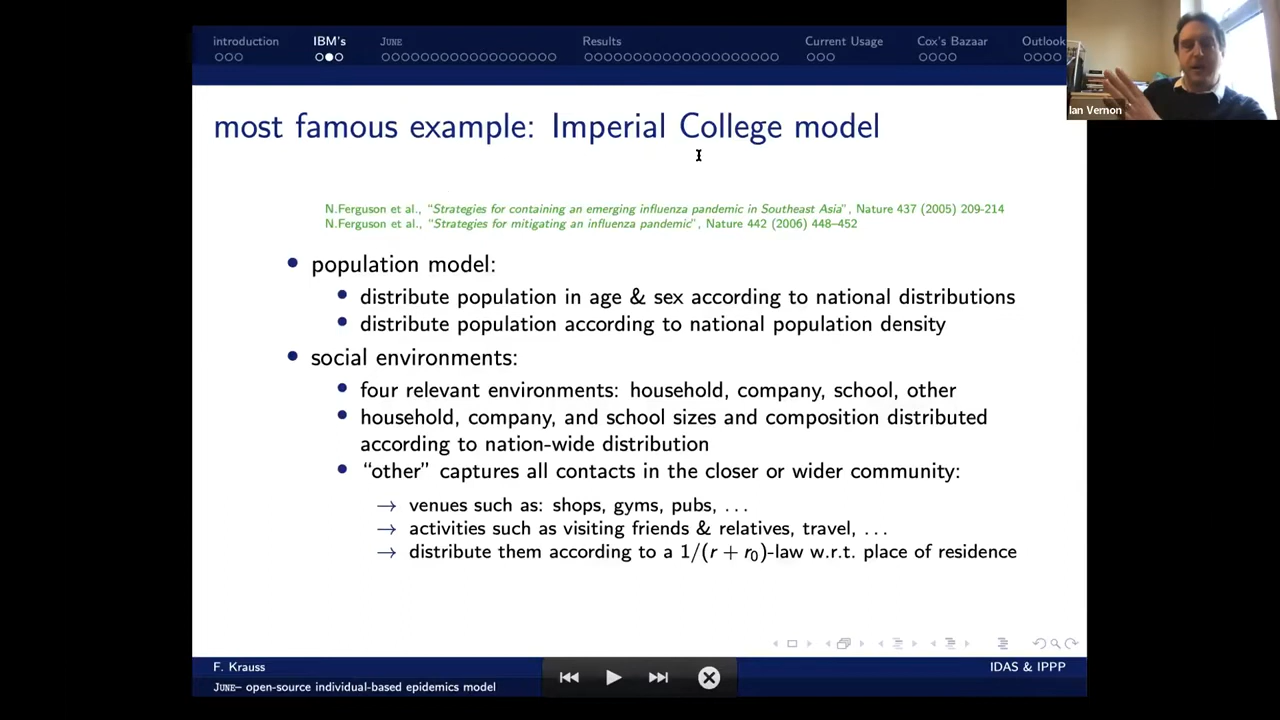 introduction IBM's JUNE Results Current Usage Cox's Bazaar Outlook
Ian Vernon
most famous example: Imperial College model
N.Ferguson et al., “Strategies for containing an emerging influenza pandemic in Southeast Asia”, Nature 437 (2005) 209-214
N.Ferguson et al., “Strategies for mitigating an influenza pandemic”, Nature 442 (2006) 448–452
• population model:
• distribute population in age & sex according to national distributions
• distribute population according to national population density
• social environments:
• four relevant environments: household, company, school, other
• household, company, and school sizes and composition distributed
according to nation-wide distribution
• “other” captures all contacts in the closer or wider community:
→ venues such as: shops, gyms, pubs, . . .
→ activities such as visiting friends & relatives, travel, . . .
→ distribute them according to a 1/(r + r₀)-law w.r.t. place of residence
F. Krauss IDAS & IPPP
JUNE– open-source individual-based epidemics model